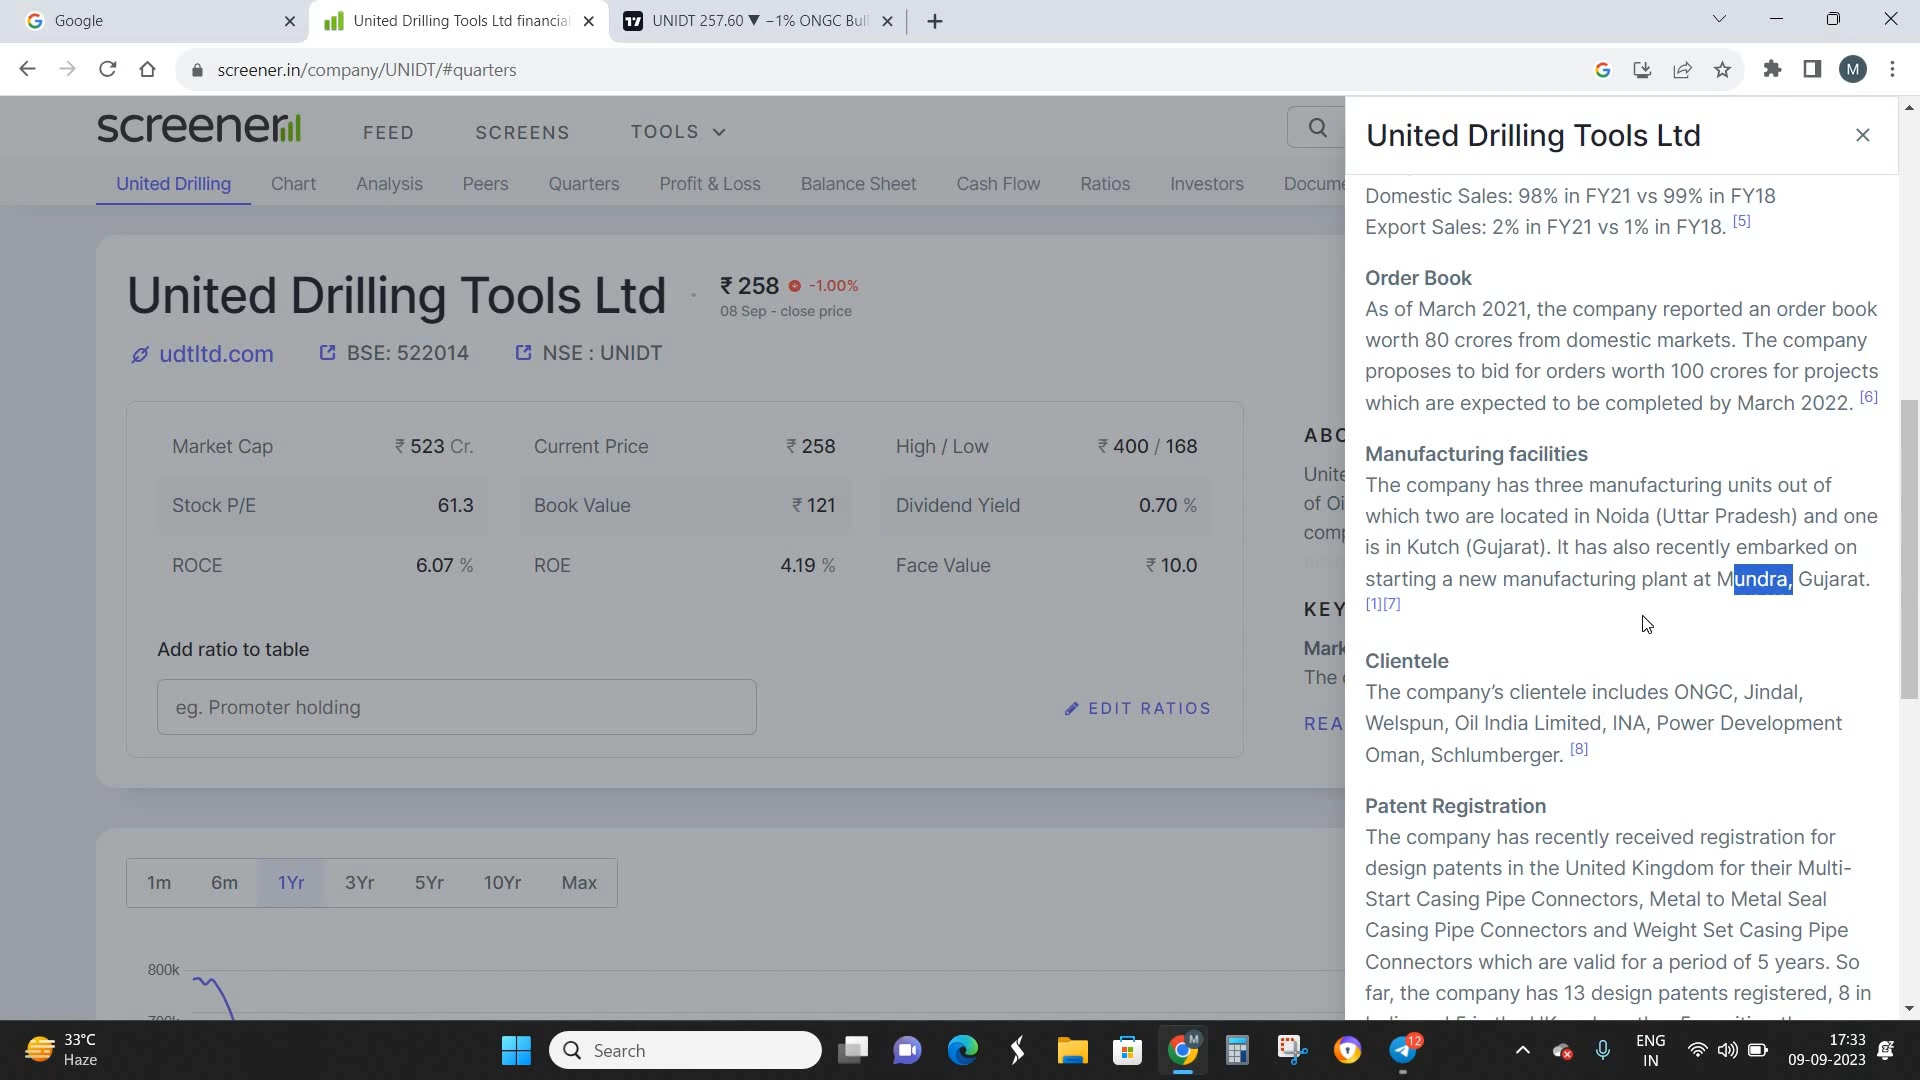 Google
United Drilling Tools Ltd financial
UNIDT 257.60 ▼ −1% ONGC Bull
screener.in/company/UNIDT/#quarters
M
screener
FEED
SCREENS
TOOLS
United Drilling
Chart
Analysis
Peers
Quarters
Profit & Loss
Balance Sheet
Cash Flow
Ratios
Investors
Docume
United Drilling Tools Ltd
₹ 258
-1.00%
08 Sep - close price
udtltd.com
BSE: 522014
NSE : UNIDT
Market Cap
₹ 523 Cr.
Current Price
₹ 258
High / Low
₹ 400 / 168
Stock P/E
61.3
Book Value
₹ 121
Dividend Yield
0.70 %
ROCE
6.07 %
ROE
4.19 %
Face Value
₹ 10.0
Add ratio to table
eg. Promoter holding
EDIT RATIOS
ABO
Unite
of Oi
comp
KEY
Mark
The
REA
1m
6m
1Yr
3Yr
5Yr
10Yr
Max
800k
United Drilling Tools Ltd
Domestic Sales: 98% in FY21 vs 99% in FY18
Export Sales: 2% in FY21 vs 1% in FY18. [5]
Order Book
As of March 2021, the company reported an order book
worth 80 crores from domestic markets. The company
proposes to bid for orders worth 100 crores for projects
which are expected to be completed by March 2022. [6]
Manufacturing facilities
The company has three manufacturing units out of
which two are located in Noida (Uttar Pradesh) and one
is in Kutch (Gujarat). It has also recently embarked on
starting a new manufacturing plant at Mundra, Gujarat.
[1][7]
Clientele
The company’s clientele includes ONGC, Jindal,
Welspun, Oil India Limited, INA, Power Development
Oman, Schlumberger. [8]
Patent Registration
The company has recently received registration for
design patents in the United Kingdom for their Multi-
Start Casing Pipe Connectors, Metal to Metal Seal
Casing Pipe Connectors and Weight Set Casing Pipe
Connectors which are valid for a period of 5 years. So
far, the company has 13 design patents registered, 8 in
33°C
Haze
Search
M
12
ENG
IN
17:33
09-09-2023